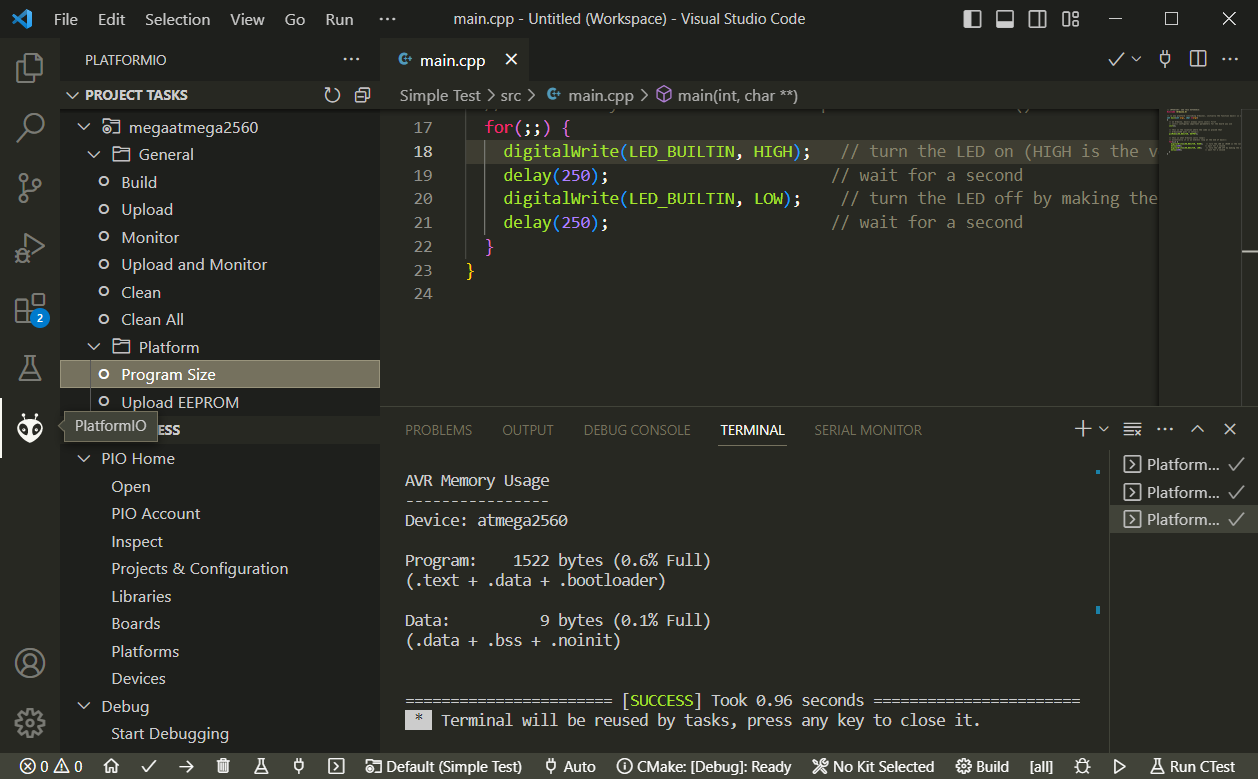 File Edit Selection View Go Run ··· main.cpp - Untitled (Workspace) - Visual Studio Code
PLATFORMIO
PROJECT TASKS
megaatmega2560
General
Build
Upload
Monitor
Upload and Monitor
Clean
Clean All
Platform
Program Size
Upload EEPROM
PlatformIO
ESS
PIO Home
Open
PIO Account
Inspect
Projects & Configuration
Libraries
Boards
Platforms
Devices
Debug
Start Debugging
2
main.cpp
Simple Test > src > main.cpp > main(int, char **)
17 for(;;) {
18 digitalWrite(LED_BUILTIN, HIGH); // turn the LED on (HIGH is the v
19 delay(250); // wait for a second
20 digitalWrite(LED_BUILTIN, LOW); // turn the LED off by making the
21 delay(250); // wait for a second
22 }
23 }
24
PROBLEMS OUTPUT DEBUG CONSOLE TERMINAL SERIAL MONITOR
AVR Memory Usage
----------------
Device: atmega2560
Program: 1522 bytes (0.6% Full)
(.text + .data + .bootloader)
Data: 9 bytes (0.1% Full)
(.data + .bss + .noinit)
======================= [SUCCESS] Took 0.96 seconds =======================
* Terminal will be reused by tasks, press any key to close it.
Platform...
Platform...
Platform...
0 0 Default (Simple Test) Auto CMake: [Debug]: Ready No Kit Selected Build [all] Run CTest